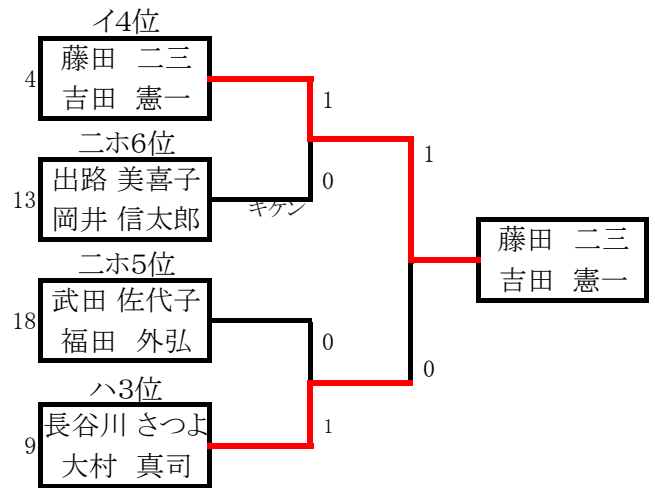 イ4位
4
藤田 二三
吉田 憲一
1
ニホ6位
1
13
出路 美喜子
岡井 信太郎
0
キケン
藤田 二三
吉田 憲一
ニホ5位
18
武田 佐代子
福田 外弘
0
0
ハ3位
9
長谷川 さつよ
大村 真司
1